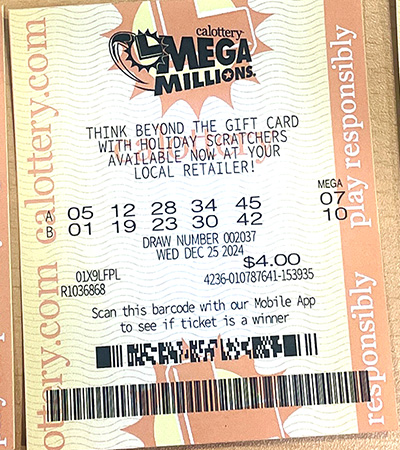 calottery
MEGA
MILLIONS.
THINK BEYOND THE GIFT CARD
WITH HOLIDAY SCRATCHERS
AVAILABLE NOW AT YOUR
LOCAL RETAILER!
MEGA
A 05 12 28 34 45 07
B 01 19 23 30 42 10
DRAW NUMBER 002037
WED DEC 25 2024
$4.00
01X9LFPL 4236-010787641-153935
R1036868
Scan this barcode with our Mobile App
to see if ticket is a winner
calottery.com
calottery.com
play responsibly
responsibly